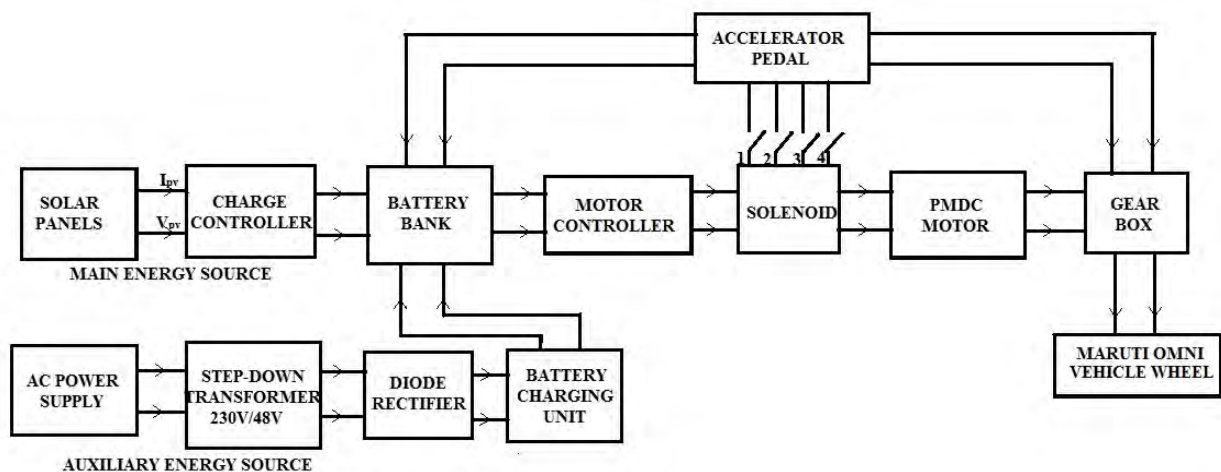 ACCELERATOR
PEDAL
1 2 3 4
SOLAR
PANELS
Ipv
Vpv
CHARGE
CONTROLLER
BATTERY
BANK
MOTOR
CONTROLLER
SOLENOID
PMDC
MOTOR
GEAR
BOX
MAIN ENERGY SOURCE
AC POWER
SUPPLY
STEP-DOWN
TRANSFORMER
230V/48V
DIODE
RECTIFIER
BATTERY
CHARGING
UNIT
MARUTI OMNI
VEHICLE WHEEL
AUXILIARY ENERGY SOURCE